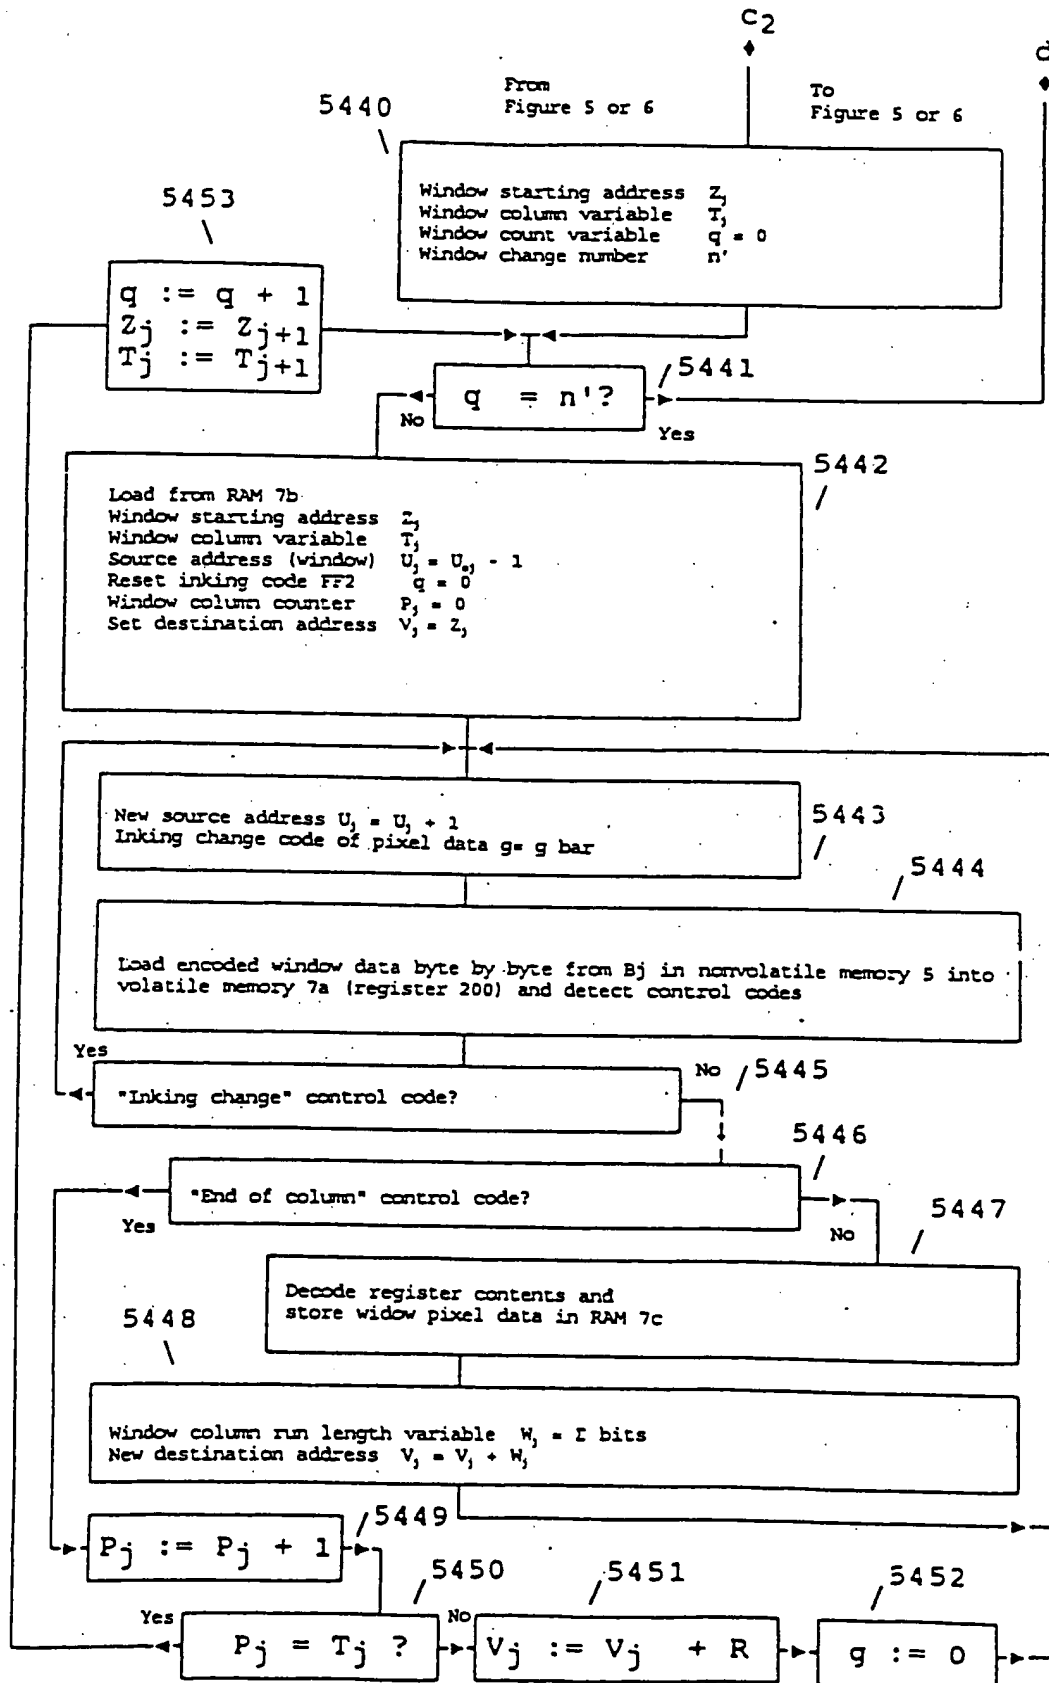 c2
d
From
Figure 5 or 6
To
Figure 5 or 6
5440
Window starting address Zj
Window column variable Tj
Window count variable q = 0
Window change number n'
5453
q := q + 1
Zj := Zj+1
Tj := Tj+1
5441
q = n'?
No
Yes
5442
Load from RAM 7b
Window starting address Zj
Window column variable Tj
Source address (window) Uj = Uoj - 1
Reset inking code FF2 q = 0
Window column counter Pj = 0
Set destination address Vj = Zj
New source address Uj = Uj + 1
Inking change code of pixel data g= g bar
5443
5444
Load encoded window data byte by byte from Bj in nonvolatile memory 5 into
volatile memory 7a (register 200) and detect control codes
Yes
"Inking change" control code?
No
5445
5446
"End of column" control code?
Yes
No
5447
Decode register contents and
store widow pixel data in RAM 7c
5448
Window column run length variable Wj = Σ bits
New destination address Vj = Vj + Wj
5449
Pj := Pj + 1
5450
5451
5452
Yes
Pj = Tj ?
No
Vj := Vj + R
g := 0